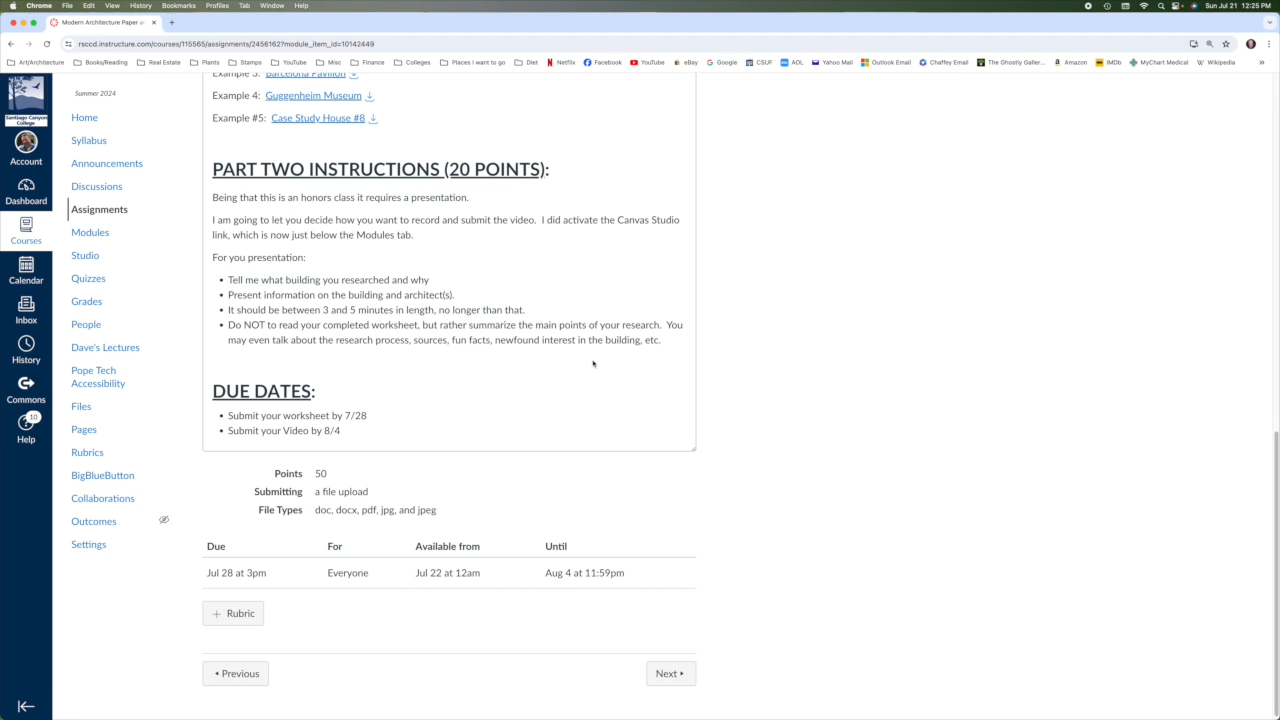 Chrome File Edit View History Bookmarks Profiles Tab Window Help Sun Jul 21 12:25 PM
Modern Architecture Paper o
rsccd.instructure.com/courses/115565/assignments/2456162?module_item_id=10142449
Art/Architecture Books/Reading Real Estate Plants Stamps YouTube Misc Finance Colleges Places I want to go Diet Netflix Facebook YouTube eBay Google CSUF AOL Yahoo Mail Outlook Email Chaffey Email The Ghostly Galler... Amazon IMDb MyChart Medical Wikipedia
Santiago Canyon
College
Account
Dashboard
Courses
Calendar
Inbox
History
Commons
10
Help
Summer 2024
Home
Syllabus
Announcements
Discussions
Assignments
Modules
Studio
Quizzes
Grades
People
Dave's Lectures
Pope Tech
Accessibility
Files
Pages
Rubrics
BigBlueButton
Collaborations
Outcomes
Settings
Example 3: Barcelona Pavilion
Example 4: Guggenheim Museum
Example #5: Case Study House #8
PART TWO INSTRUCTIONS (20 POINTS):
Being that this is an honors class it requires a presentation.
I am going to let you decide how you want to record and submit the video. I did activate the Canvas Studio
link, which is now just below the Modules tab.
For you presentation:
• Tell me what building you researched and why
• Present information on the building and architect(s).
• It should be between 3 and 5 minutes in length, no longer than that.
• Do NOT to read your completed worksheet, but rather summarize the main points of your research. You
may even talk about the research process, sources, fun facts, newfound interest in the building, etc.
DUE DATES:
• Submit your worksheet by 7/28
• Submit your Video by 8/4
Points 50
Submitting a file upload
File Types doc, docx, pdf, jpg, and jpeg
Due For Available from Until
Jul 28 at 3pm Everyone Jul 22 at 12am Aug 4 at 11:59pm
+ Rubric
Previous Next